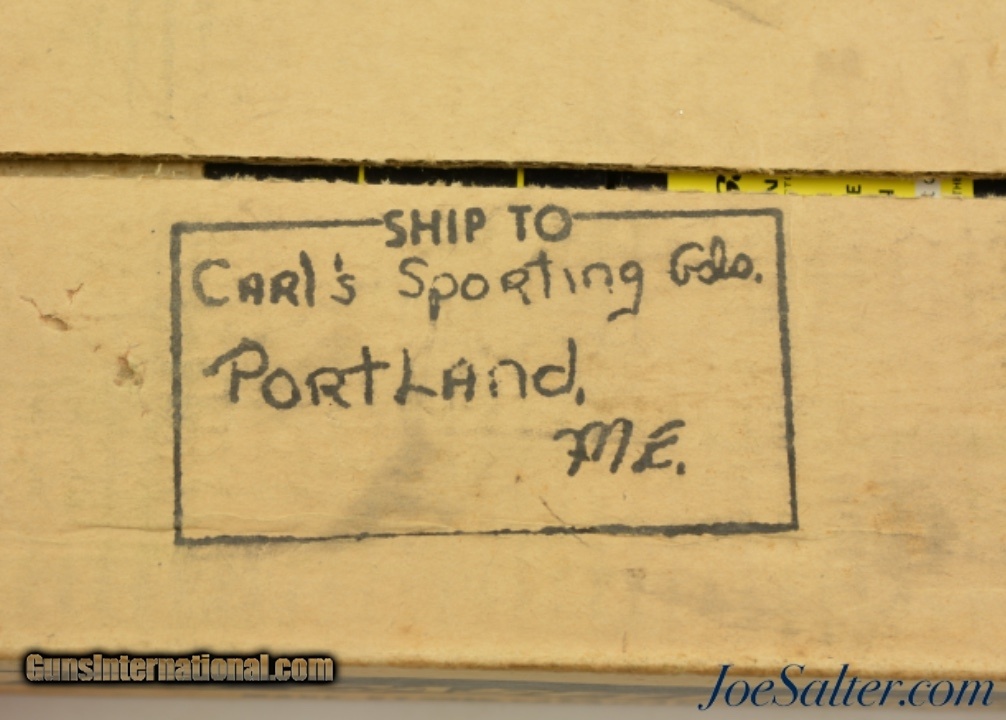 SHIP TO
Carl's Sporting Gds.
Portland,
ME.
GunsInternational.com
JoeSalter.com